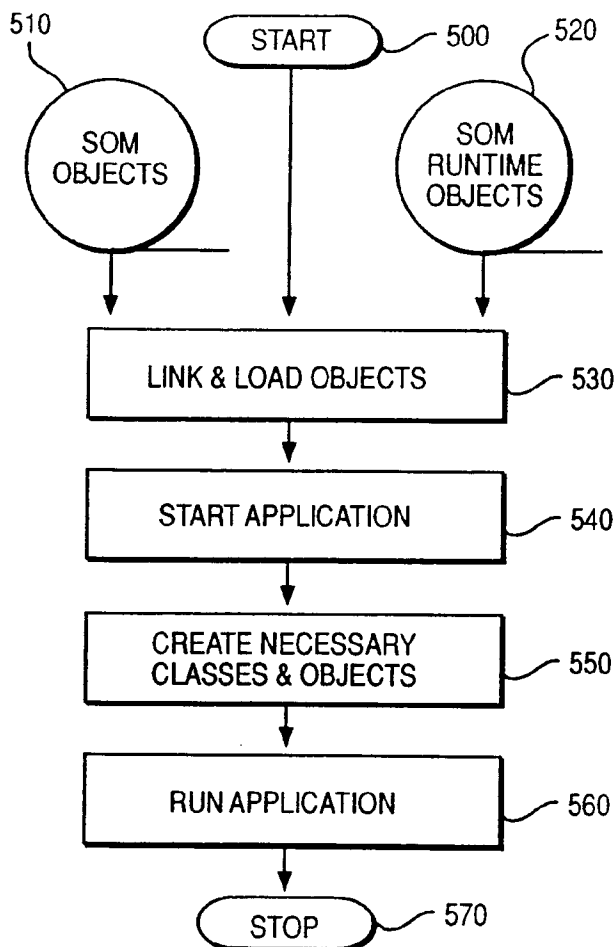 510
START
500
520
SOM
OBJECTS
SOM
RUNTIME
OBJECTS
LINK & LOAD OBJECTS
530
START APPLICATION
540
CREATE NECESSARY
CLASSES & OBJECTS
550
RUN APPLICATION
560
STOP
570